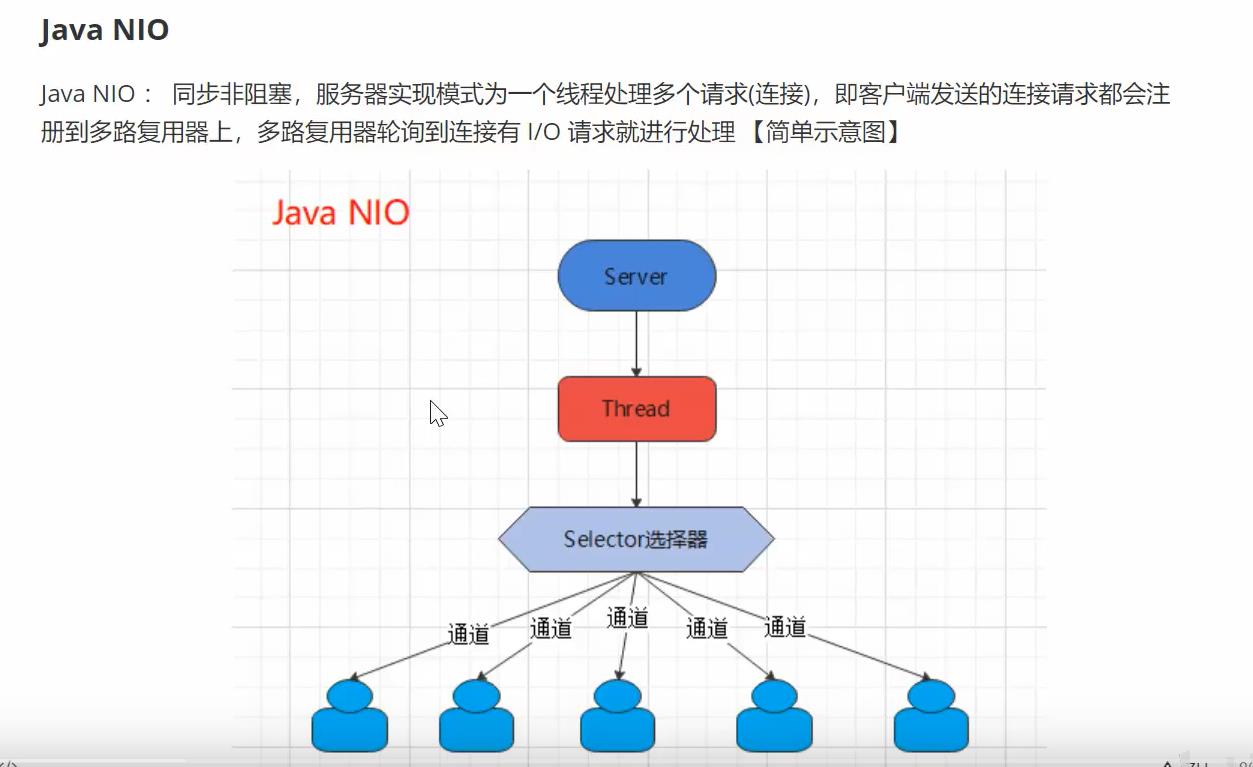 Java NIO
Java NIO： 同步非阻塞，服务器实现模式为一个线程处理多个请求(连接)，即客户端发送的连接请求都会注
册到多路复用器上，多路复用器轮询到连接有 I/O 请求就进行处理 【简单示意图】
Java NIO
Server
Thread
Selector选择器
通道 通道 通道 通道 通道